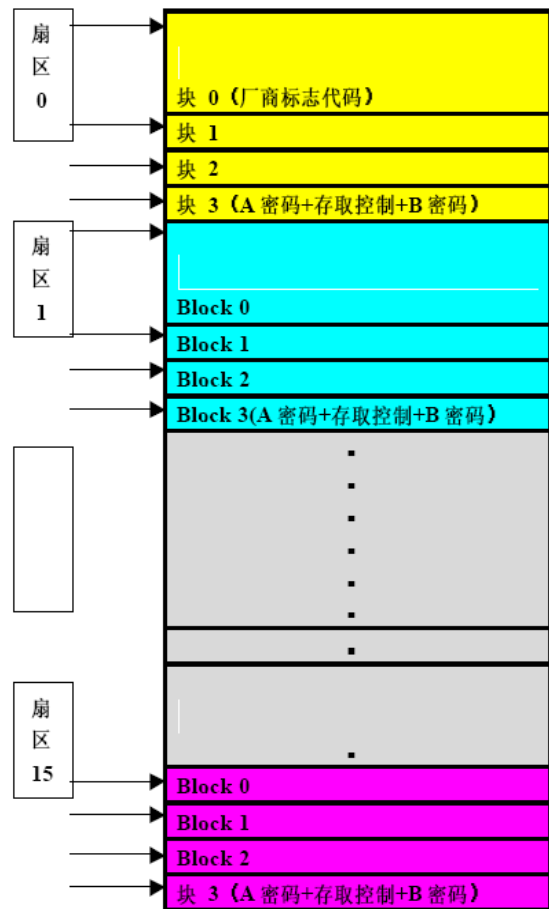 扇
区
0
块 0（厂商标志代码）
块 1
块 2
块 3（A 密码+存取控制+B 密码）
扇
区
1
Block 0
Block 1
Block 2
Block 3(A 密码+存取控制+B 密码）
扇
区
15
Block 0
Block 1
Block 2
块 3（A 密码+存取控制+B 密码）